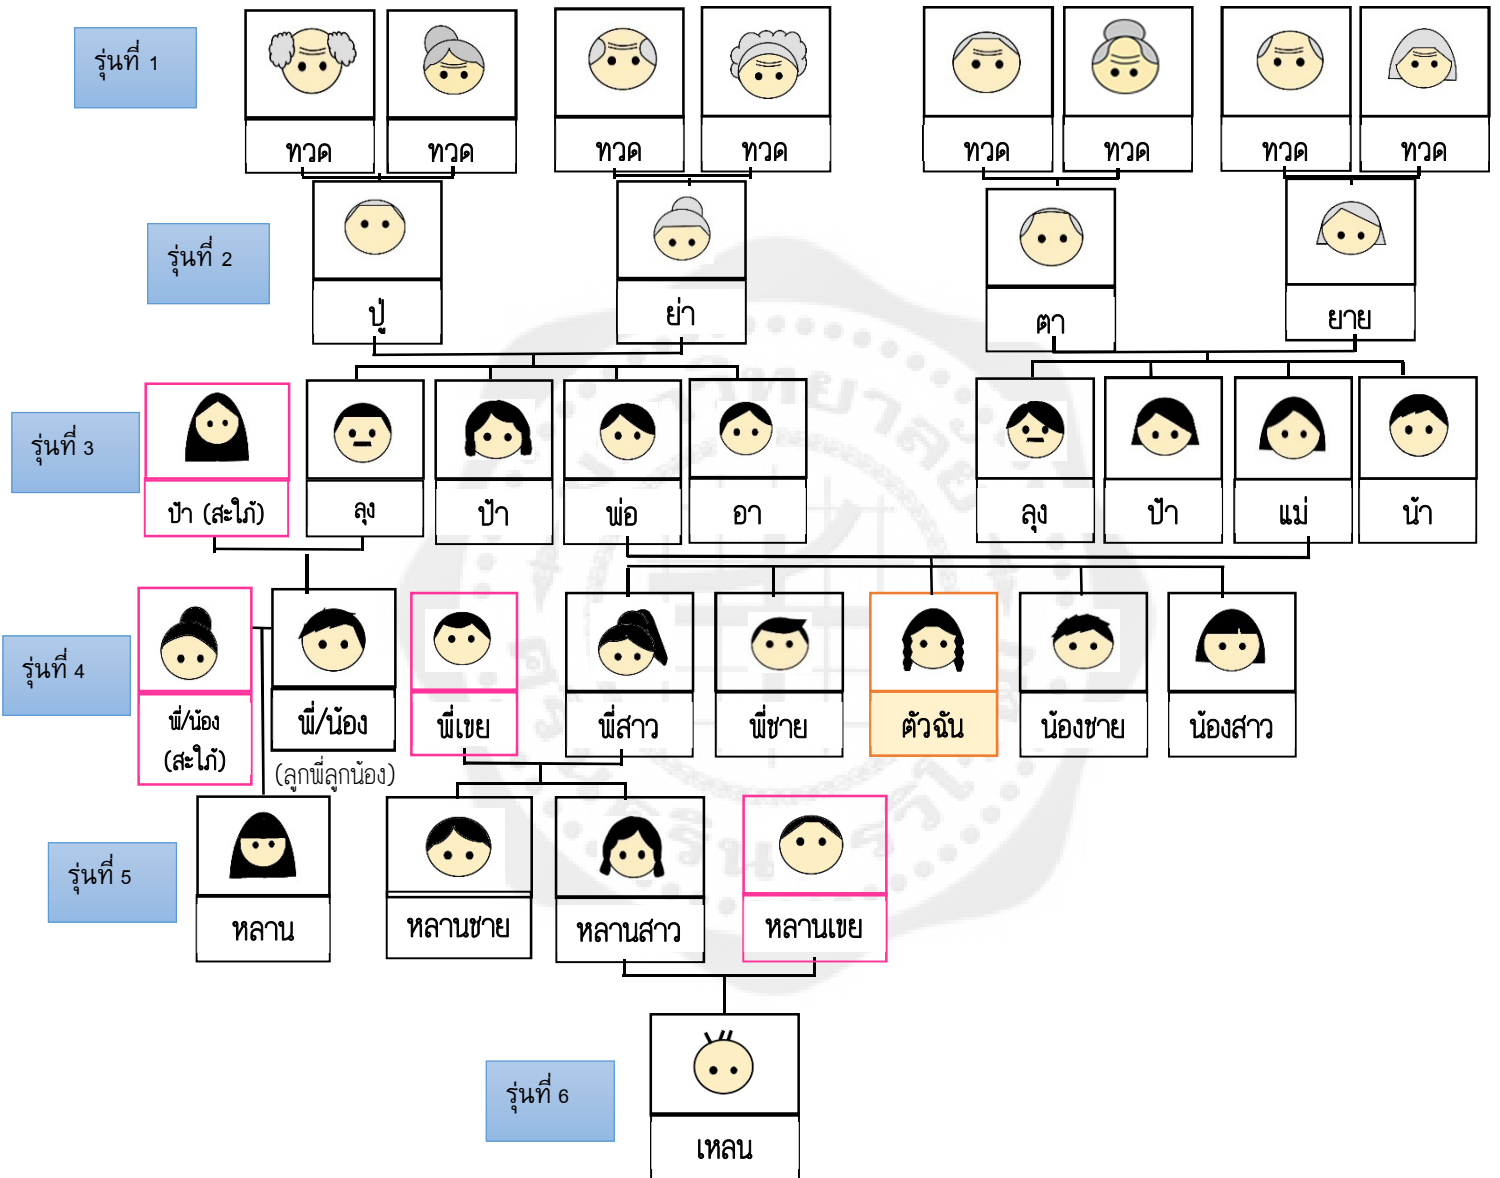 รุ่นที่ 1
ทวด ทวด ทวด ทวด ทวด ทวด ทวด ทวด
รุ่นที่ 2
ปู่ ย่า ตา ยาย
รุ่นที่ 3
ป้า (สะใภ้) ลุง ป้า พ่อ อา ลุง ป้า แม่ น้า
รุ่นที่ 4
พี่/น้อง
(สะใภ้)
พี่/น้อง พี่เขย พี่สาว พี่ชาย ตัวฉัน น้องชาย น้องสาว
(ลูกพี่ลูกน้อง)
รุ่นที่ 5
หลาน หลานชาย หลานสาว หลานเขย
รุ่นที่ 6
เหลน